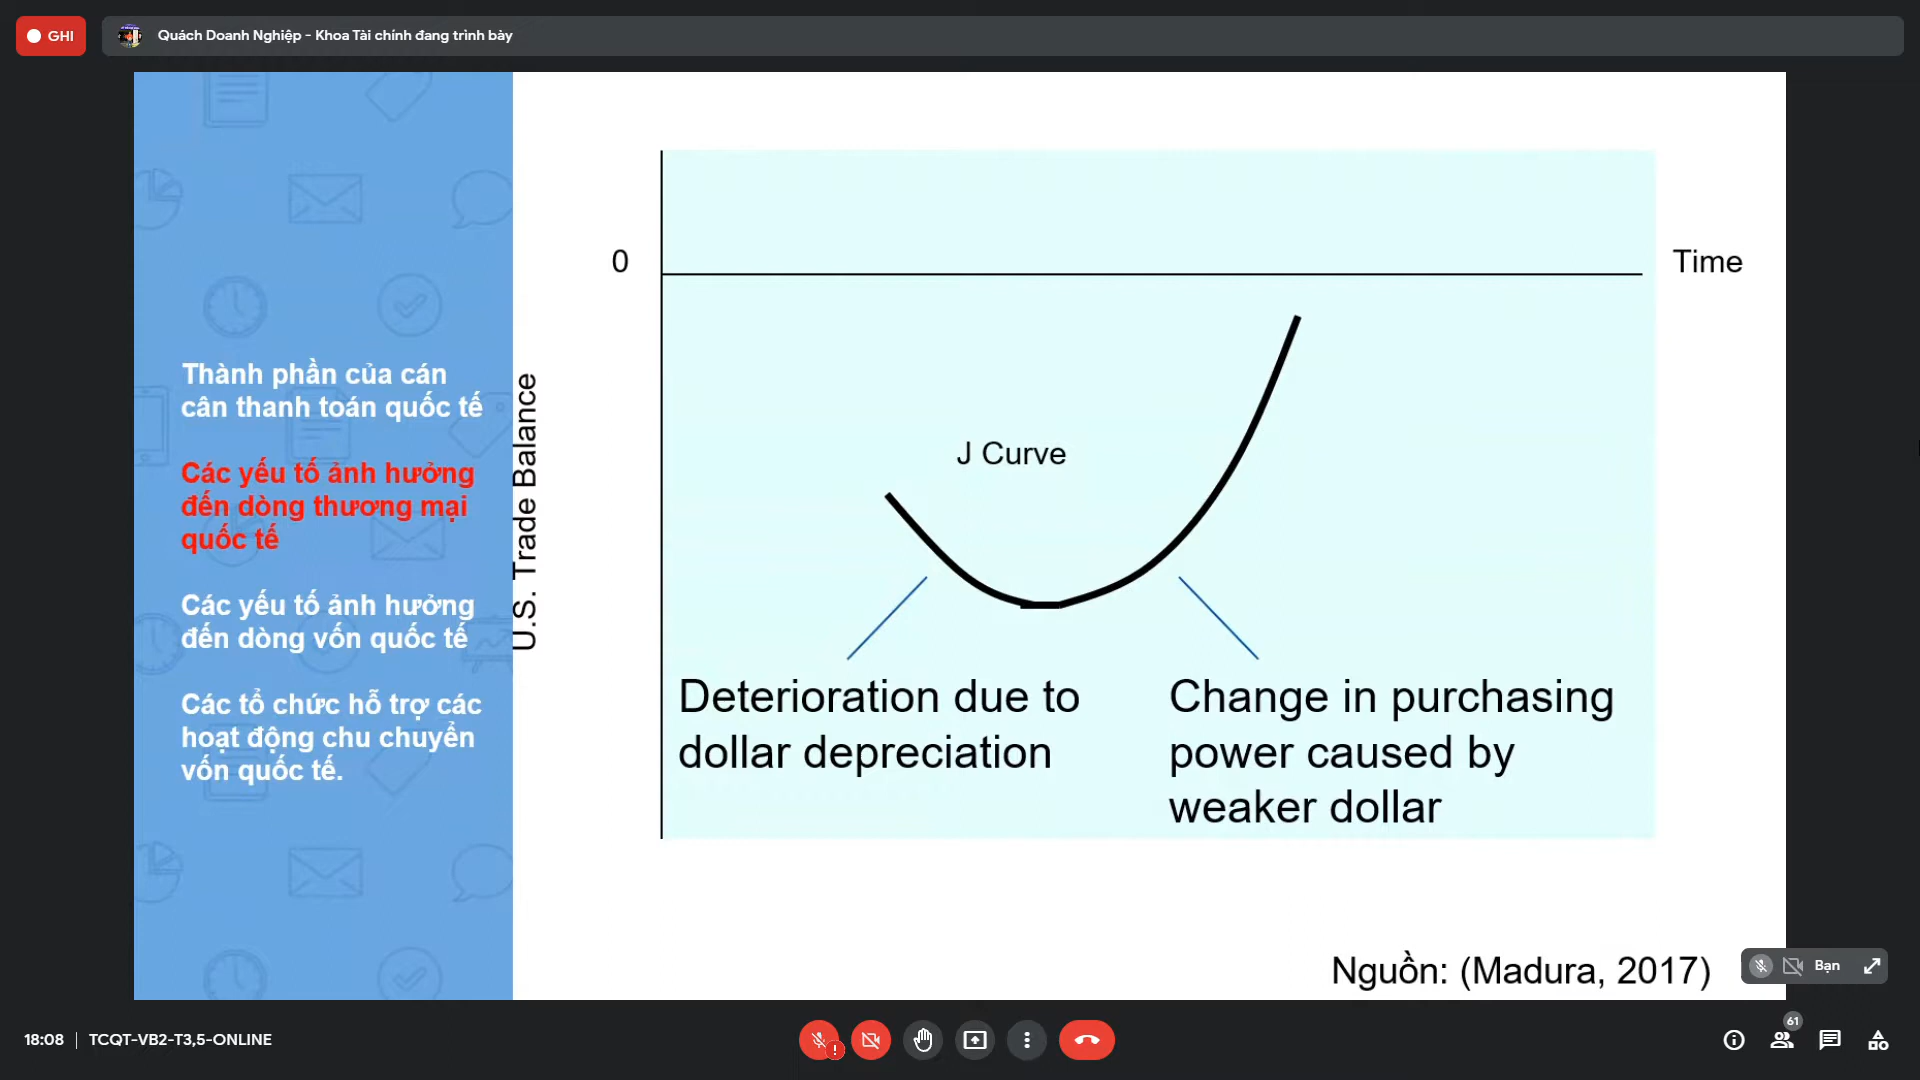 GHI
Quách Doanh Nghiệp - Khoa Tài chính đang trình bày
Thành phần của cán
cân thanh toán quốc tế
Các yếu tố ảnh hưởng
đến dòng thương mại
quốc tế
Các yếu tố ảnh hưởng
đến dòng vốn quốc tế
Các tổ chức hỗ trợ các
hoạt động chu chuyển
vốn quốc tế.
U.S. Trade Balance
0
Time
J Curve
Deterioration due to
dollar depreciation
Change in purchasing
power caused by
weaker dollar
Nguồn: (Madura, 2017)
Bạn
18:08 | TCQT-VB2-T3,5-ONLINE
61